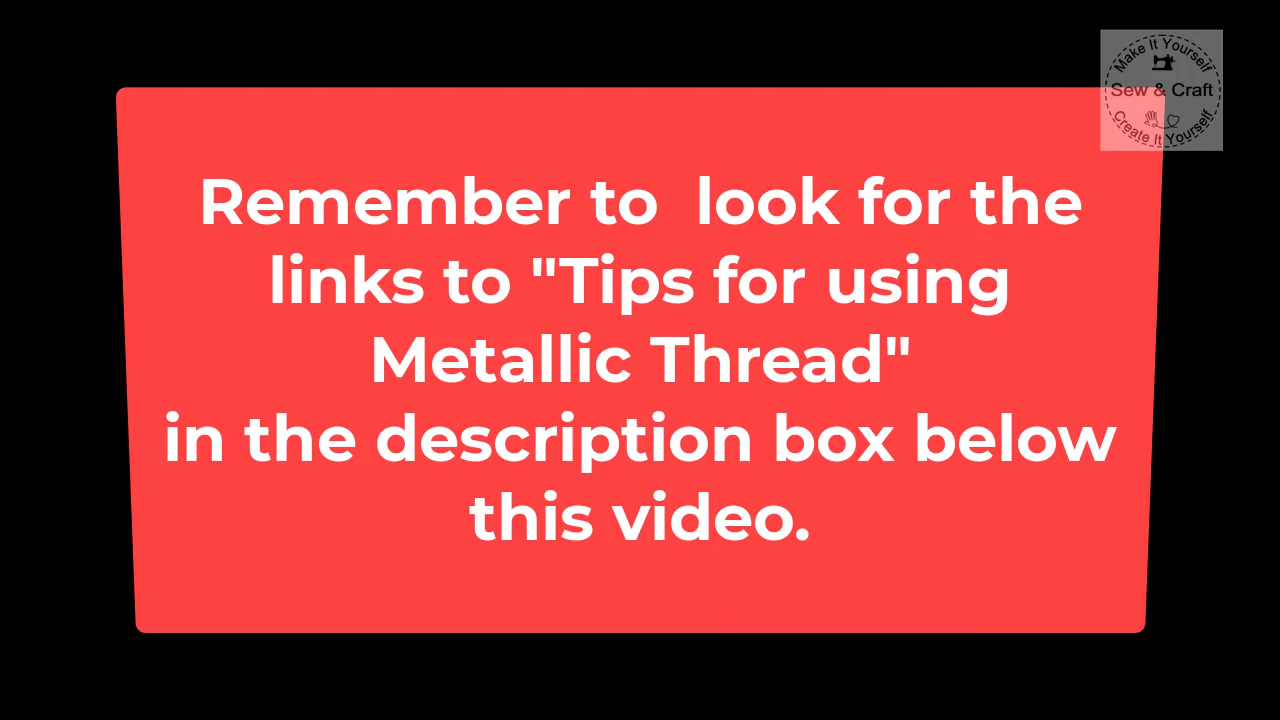 Make It Yourself
Sew & Craft
Create It Yourself
Remember to  look for the
links to "Tips for using
Metallic Thread"
in the description box below
this video.